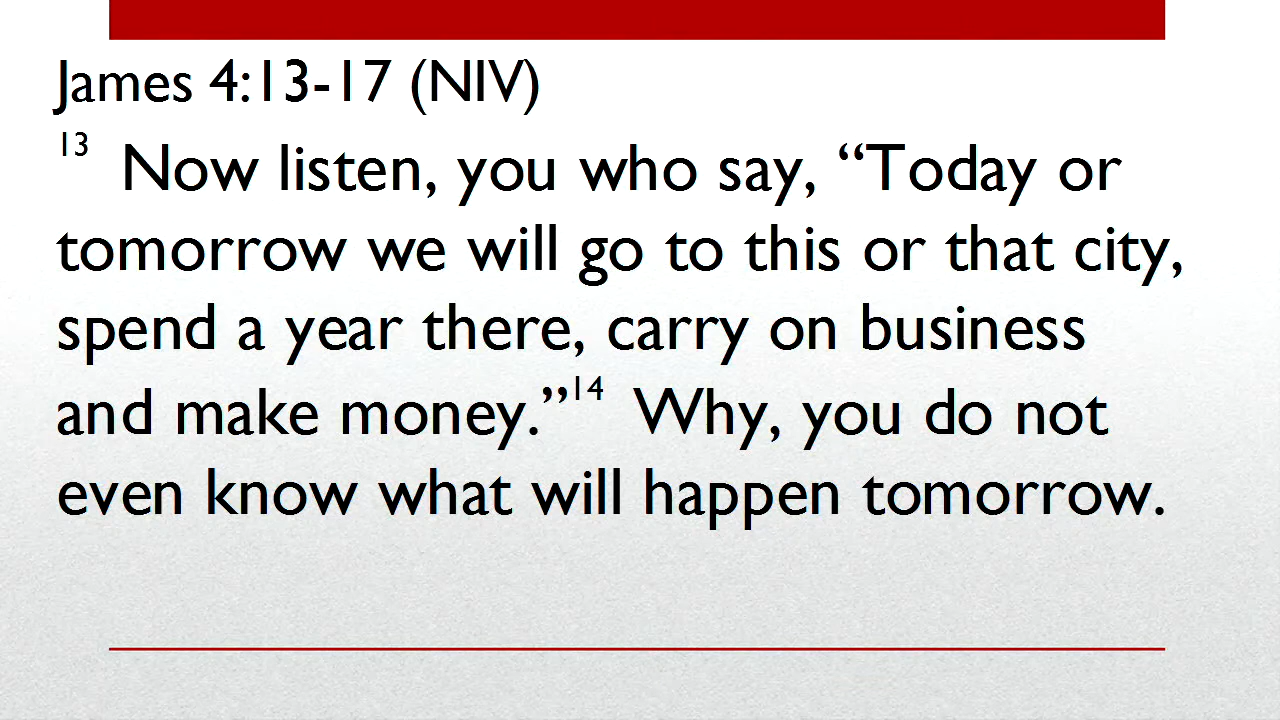 James 4:13-17 (NIV)
13 Now listen, you who say, “Today or
tomorrow we will go to this or that city,
spend a year there, carry on business
and make money.”14 Why, you do not
even know what will happen tomorrow.